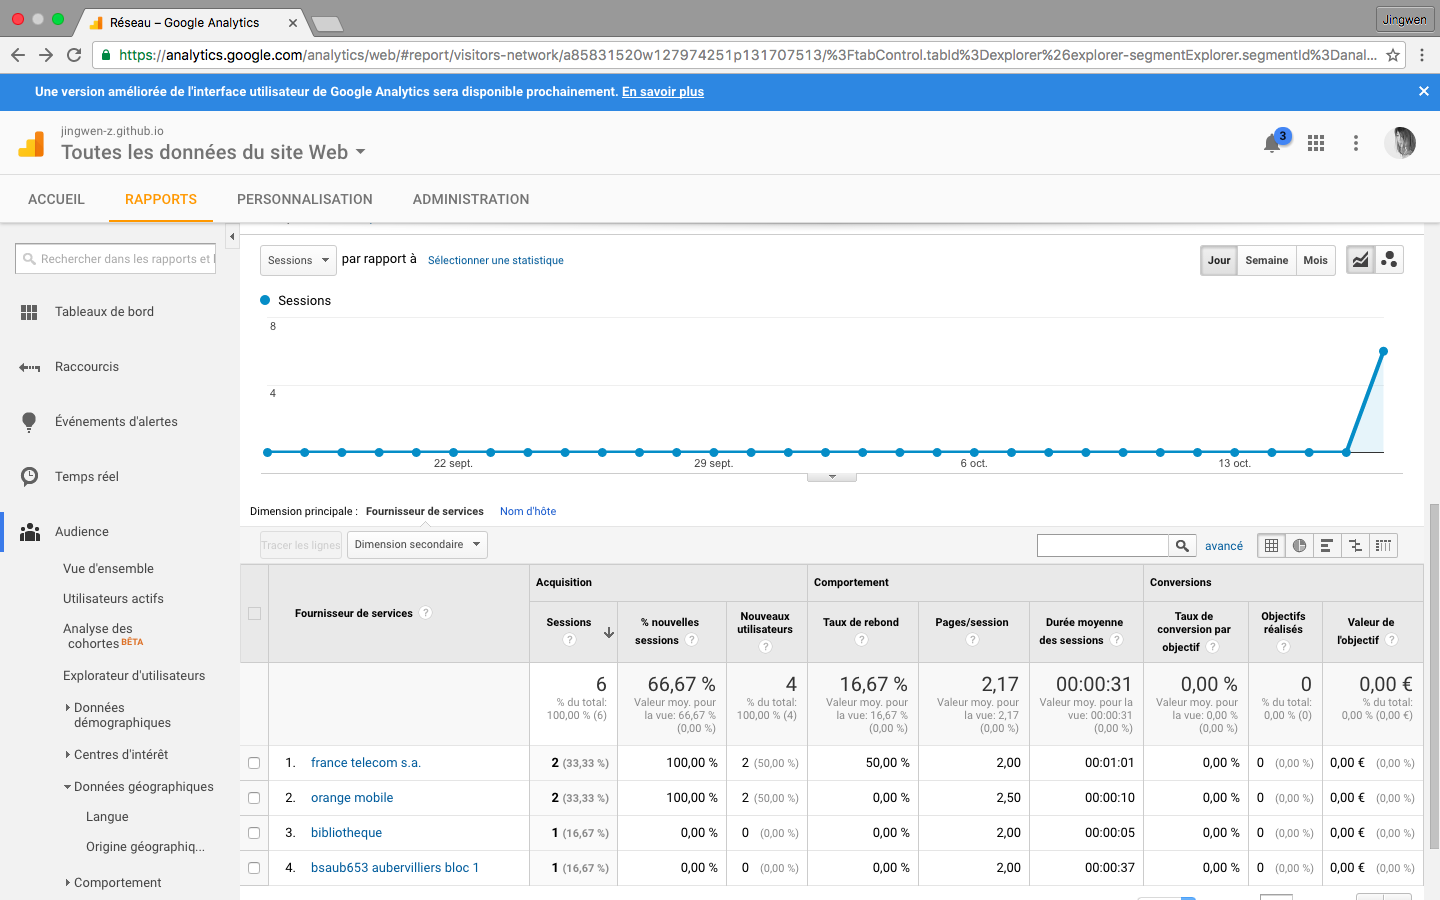 Réseau – Google Analytics
Jingwen
https://analytics.google.com/analytics/web/#report/visitors-network/a85831520w127974251p131707513/%3FtabControl.tabId%3Dexplorer%26explorer-segmentExplorer.segmentId%3Danal...
Une version améliorée de l'interface utilisateur de Google Analytics sera disponible prochainement. En savoir plus
jingwen-z.github.io
Toutes les données du site Web
3
ACCUEIL RAPPORTS PERSONNALISATION ADMINISTRATION
Rechercher dans les rapports et l
Tableaux de bord
Raccourcis
Événements d'alertes
Temps réel
Audience
Vue d'ensemble
Utilisateurs actifs
Analyse des
cohortes BÊTA
Explorateur d'utilisateurs
Données
démographiques
Centres d'intérêt
Données géographiques
Langue
Origine géographiq...
Comportement
Sessions par rapport à Sélectionner une statistique
Jour Semaine Mois
Sessions
8
4
22 sept. 29 sept. 6 oct. 13 oct.
Dimension principale : Fournisseur de services Nom d'hôte
Tracer les lignes Dimension secondaire avancé
Acquisition Comportement Conversions
Fournisseur de services ?
Sessions ?
% nouvelles
sessions ?
Nouveaux
utilisateurs
?
Taux de rebond
?
Pages/session
?
Durée moyenne
des sessions ?
Taux de
conversion par
objectif ?
Objectifs
réalisés
?
Valeur de
l'objectif ?
6
% du total:
100,00 % (6)
66,67 %
Valeur moy. pour
la vue: 66,67 %
(0,00 %)
4
% du total:
100,00 % (4)
16,67 %
Valeur moy. pour
la vue: 16,67 %
(0,00 %)
2,17
Valeur moy. pour
la vue: 2,17
(0,00 %)
00:00:31
Valeur moy. pour la
vue: 00:00:31
(0,00 %)
0,00 %
Valeur moy. pour
la vue: 0,00 %
(0,00 %)
0
% du total:
0,00 % (0)
0,00 €
% du total:
0,00 % (0,00 €)
1. france telecom s.a. 2 (33,33 %) 100,00 % 2 (50,00 %) 50,00 % 2,00 00:01:01 0,00 % 0 (0,00 %) 0,00 € (0,00 %)
2. orange mobile 2 (33,33 %) 100,00 % 2 (50,00 %) 0,00 % 2,50 00:00:10 0,00 % 0 (0,00 %) 0,00 € (0,00 %)
3. bibliotheque 1 (16,67 %) 0,00 % 0 (0,00 %) 0,00 % 2,00 00:00:05 0,00 % 0 (0,00 %) 0,00 € (0,00 %)
4. bsaub653 aubervilliers bloc 1 1 (16,67 %) 0,00 % 0 (0,00 %) 0,00 % 2,00 00:00:37 0,00 % 0 (0,00 %) 0,00 € (0,00 %)